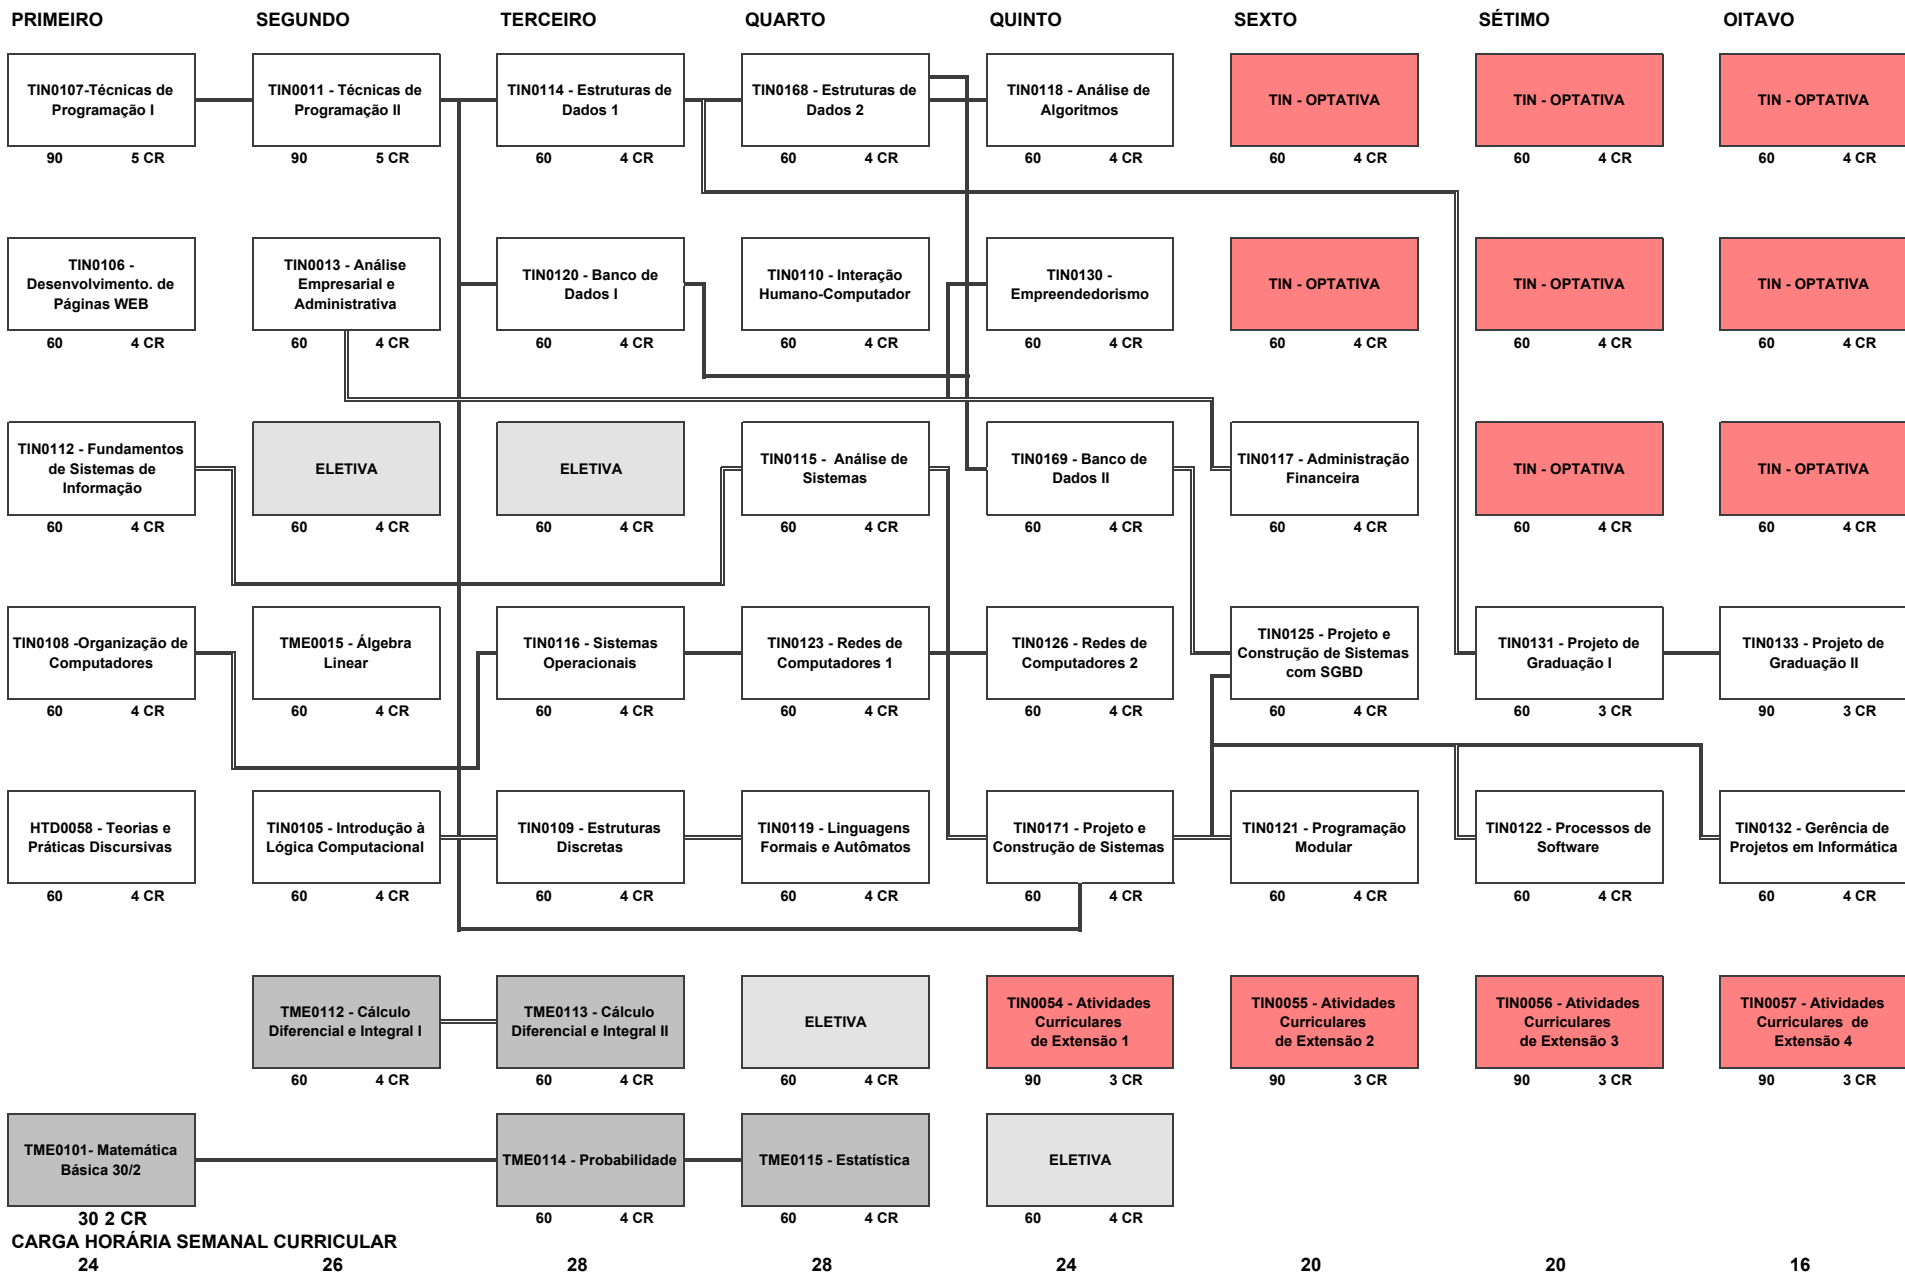 PRIMEIRO SEGUNDO TERCEIRO QUARTO QUINTO SEXTO SÉTIMO OITAVO
TIN0107-Técnicas de
Programação I
90 5 CR
TIN0011 - Técnicas de
Programação II
90 5 CR
TIN0114 - Estruturas de
Dados 1
60 4 CR
TIN0168 - Estruturas de
Dados 2
60 4 CR
TIN0118 - Análise de
Algoritmos
60 4 CR
TIN - OPTATIVA
60 4 CR
TIN - OPTATIVA
60 4 CR
TIN - OPTATIVA
60 4 CR
TIN0106 -
Desenvolvimento. de
Páginas WEB
60 4 CR
TIN0013 - Análise
Empresarial e
Administrativa
60 4 CR
TIN0120 - Banco de
Dados I
60 4 CR
TIN0110 - Interação
Humano-Computador
60 4 CR
TIN0130 -
Empreendedorismo
60 4 CR
TIN - OPTATIVA
60 4 CR
TIN - OPTATIVA
60 4 CR
TIN - OPTATIVA
60 4 CR
TIN0112 - Fundamentos
de Sistemas de
Informação
60 4 CR
ELETIVA
60 4 CR
ELETIVA
60 4 CR
TIN0115 - Análise de
Sistemas
60 4 CR
TIN0169 - Banco de
Dados II
60 4 CR
TIN0117 - Administração
Financeira
60 4 CR
TIN - OPTATIVA
60 4 CR
TIN - OPTATIVA
60 4 CR
TIN0108 -Organização de
Computadores
60 4 CR
TME0015 - Álgebra
Linear
60 4 CR
TIN0116 - Sistemas
Operacionais
60 4 CR
TIN0123 - Redes de
Computadores 1
60 4 CR
TIN0126 - Redes de
Computadores 2
60 4 CR
TIN0125 - Projeto e
Construção de Sistemas
com SGBD
60 4 CR
TIN0131 - Projeto de
Graduação I
60 3 CR
TIN0133 - Projeto de
Graduação II
90 3 CR
HTD0058 - Teorias e
Práticas Discursivas
60 4 CR
TIN0105 - Introdução à
Lógica Computacional
60 4 CR
TIN0109 - Estruturas
Discretas
60 4 CR
TIN0119 - Linguagens
Formais e Autômatos
60 4 CR
TIN0171 - Projeto e
Construção de Sistemas
60 4 CR
TIN0121 - Programação
Modular
60 4 CR
TIN0122 - Processos de
Software
60 4 CR
TIN0132 - Gerência de
Projetos em Informática
60 4 CR
TME0112 - Cálculo
Diferencial e Integral I
60 4 CR
TME0113 - Cálculo
Diferencial e Integral II
60 4 CR
ELETIVA
60 4 CR
TIN0054 - Atividades
Curriculares
de Extensão 1
90 3 CR
TIN0055 - Atividades
Curriculares
de Extensão 2
90 3 CR
TIN0056 - Atividades
Curriculares
de Extensão 3
90 3 CR
TIN0057 - Atividades
Curriculares de
Extensão 4
90 3 CR
TME0101- Matemática
Básica 30/2
30 2 CR
TME0114 - Probabilidade
60 4 CR
TME0115 - Estatística
60 4 CR
ELETIVA
60 4 CR
CARGA HORÁRIA SEMANAL CURRICULAR
24 26 28 28 24 20 20 16